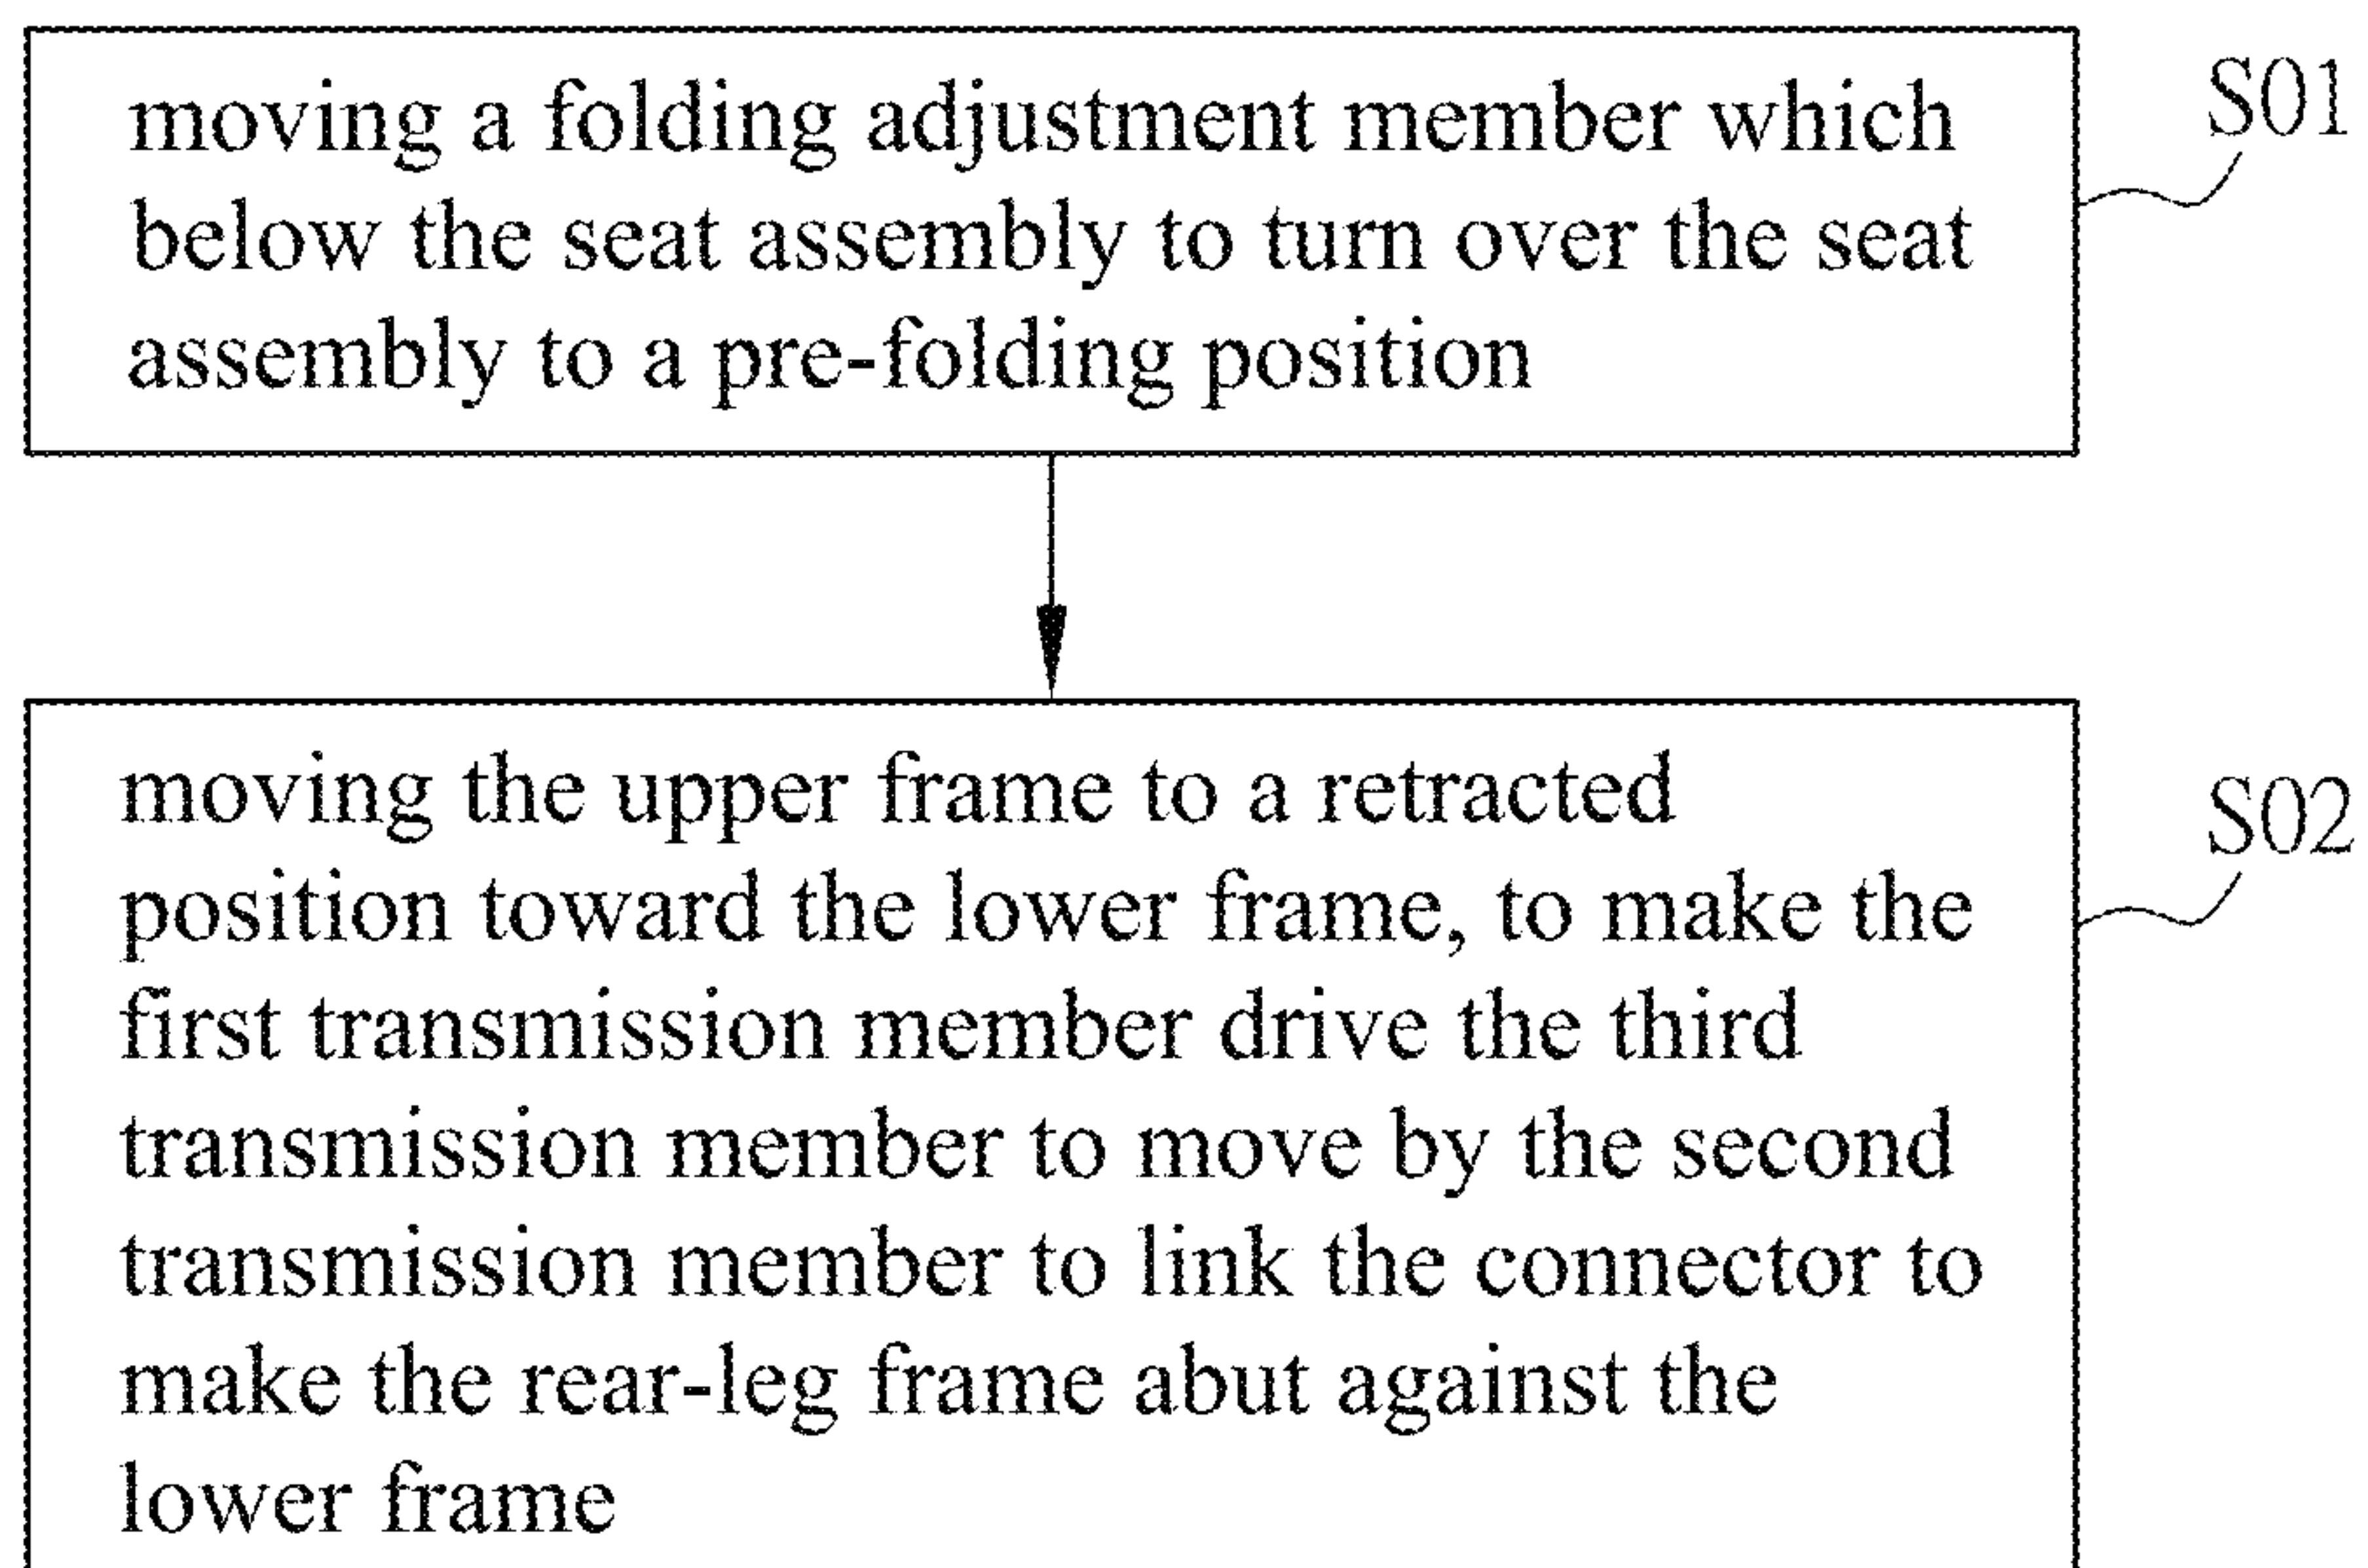 moving a folding adjustment member which
below the seat assembly to turn over the seat
assembly to a pre-folding position
S01
moving the upper frame to a retracted
position toward the lower frame, to make the
first transmission member drive the third
transmission member to move by the second
transmission member to link the connector to
make the rear-leg frame abut against the
lower frame
S02